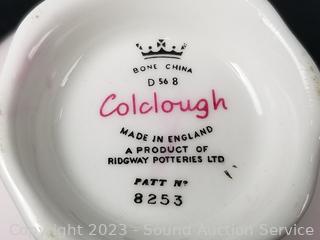 BONE CHINA
D 56 8
Colclough
MADE IN ENGLAND
A PRODUCT OF
RIDGWAY POTTERIES LTD
PATT Nº
8253
Copyright 2023 - Sound Auction Service